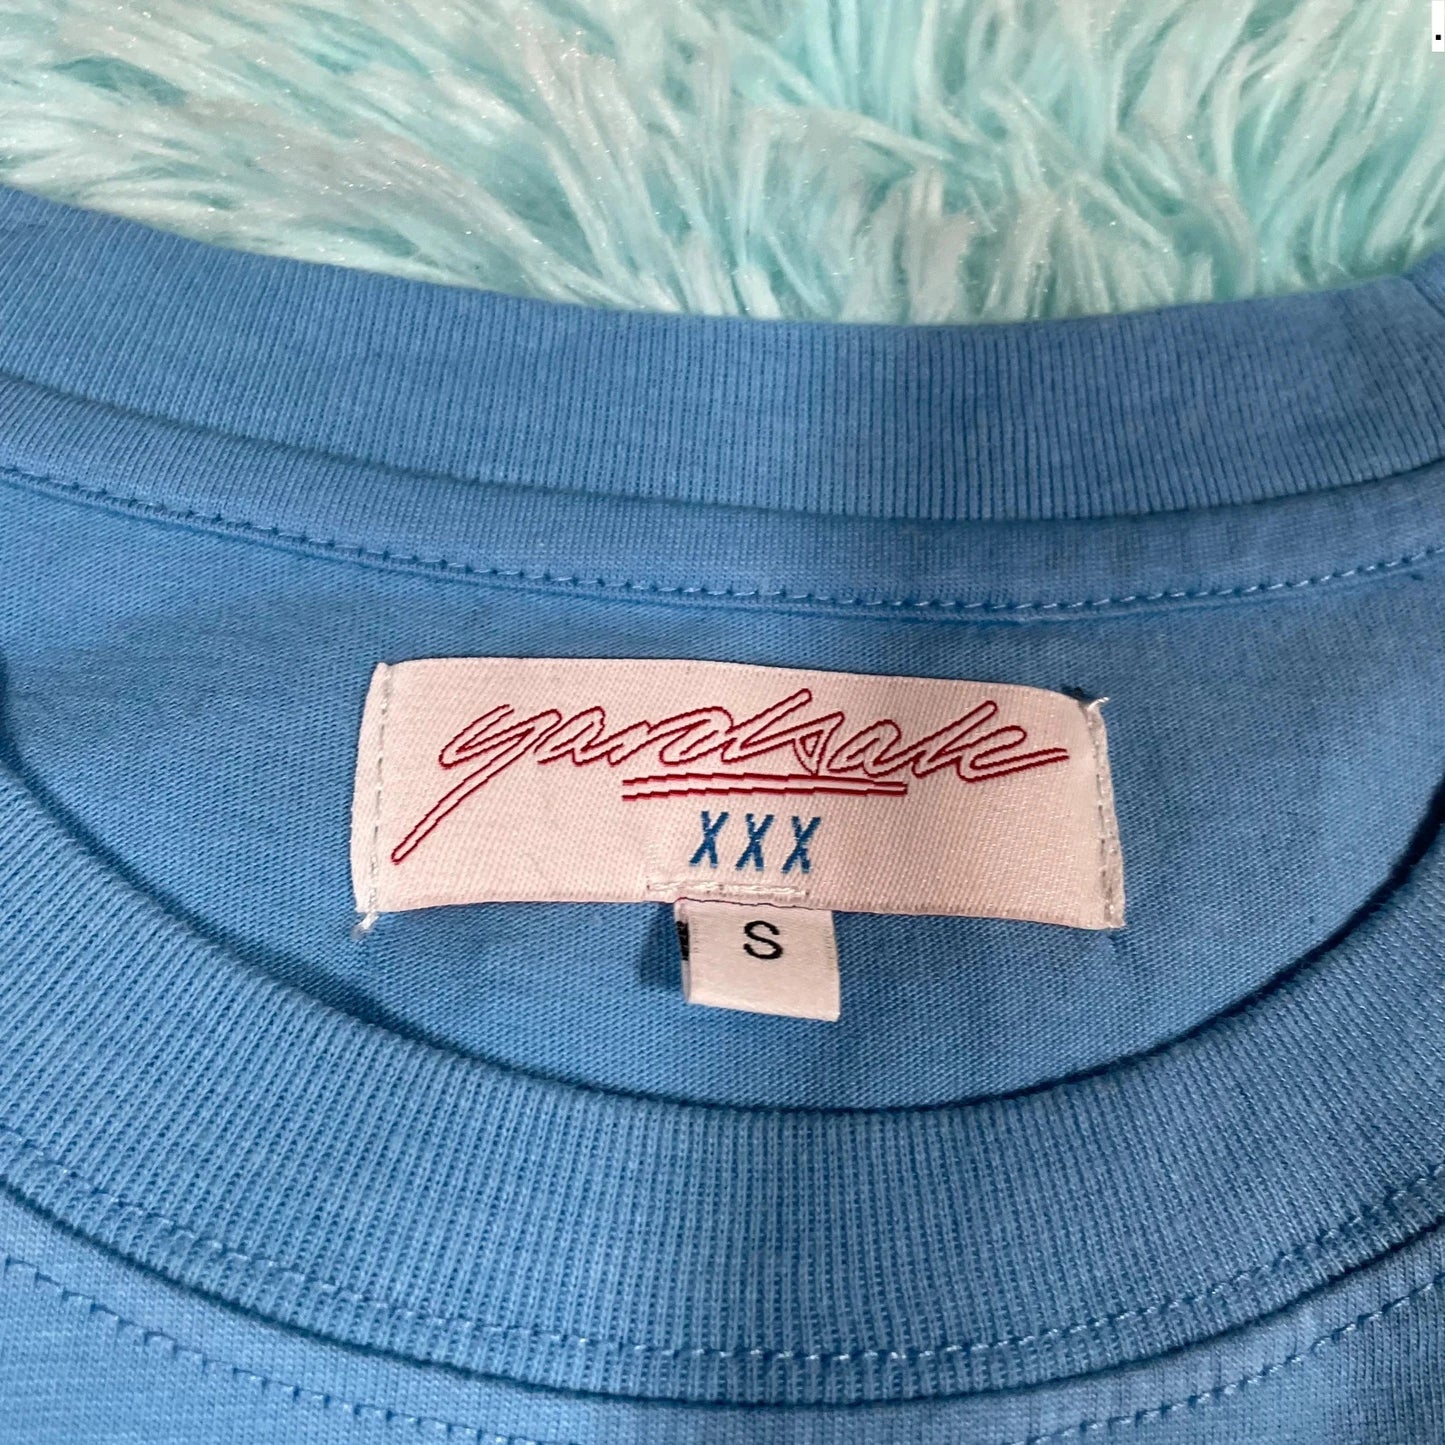 yardsale
XXX
S
.